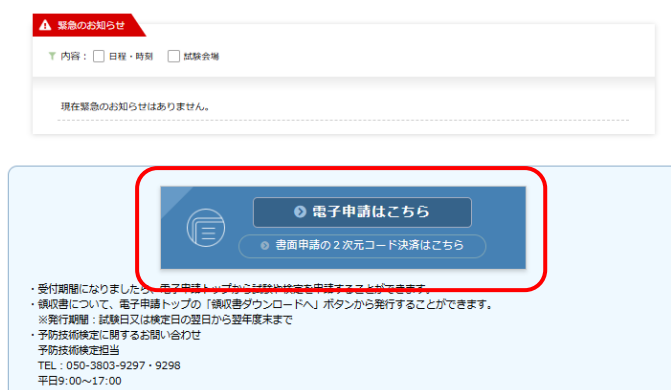 緊急のお知らせ
内容： 日程・時刻 試験会場
現在緊急のお知らせはありません。
電子申請はこちら
書面申請の２次元コード決済はこちら
・受付期間になりましたら、電子申請トップから試験や検定を申請することができます。
・領収書について、電子申請トップの「領収書ダウンロードへ」ボタンから発行することができます。
※発行期間：試験日又は検定日の翌日から翌年度末まで
・予防技術検定に関するお問い合わせ
予防技術検定担当
TEL：050-3803-9297・9298
平日9:00～17:00